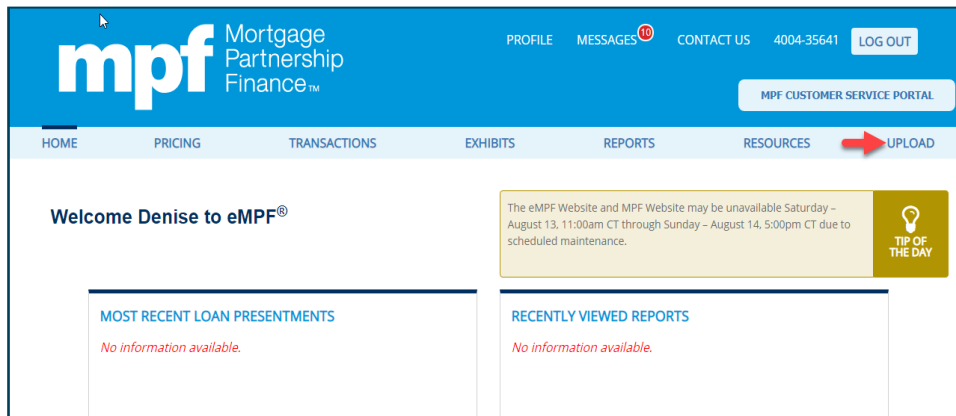 mpf Mortgage
Partnership
Finance™
PROFILE MESSAGES 10 CONTACT US 4004-35641 LOG OUT
MPF CUSTOMER SERVICE PORTAL
HOME PRICING TRANSACTIONS EXHIBITS REPORTS RESOURCES UPLOAD
Welcome Denise to eMPF®
The eMPF Website and MPF Website may be unavailable Saturday –
August 13, 11:00am CT through Sunday – August 14, 5:00pm CT due to
scheduled maintenance.
TIP OF
THE DAY
MOST RECENT LOAN PRESENTMENTS
No information available.
RECENTLY VIEWED REPORTS
No information available.